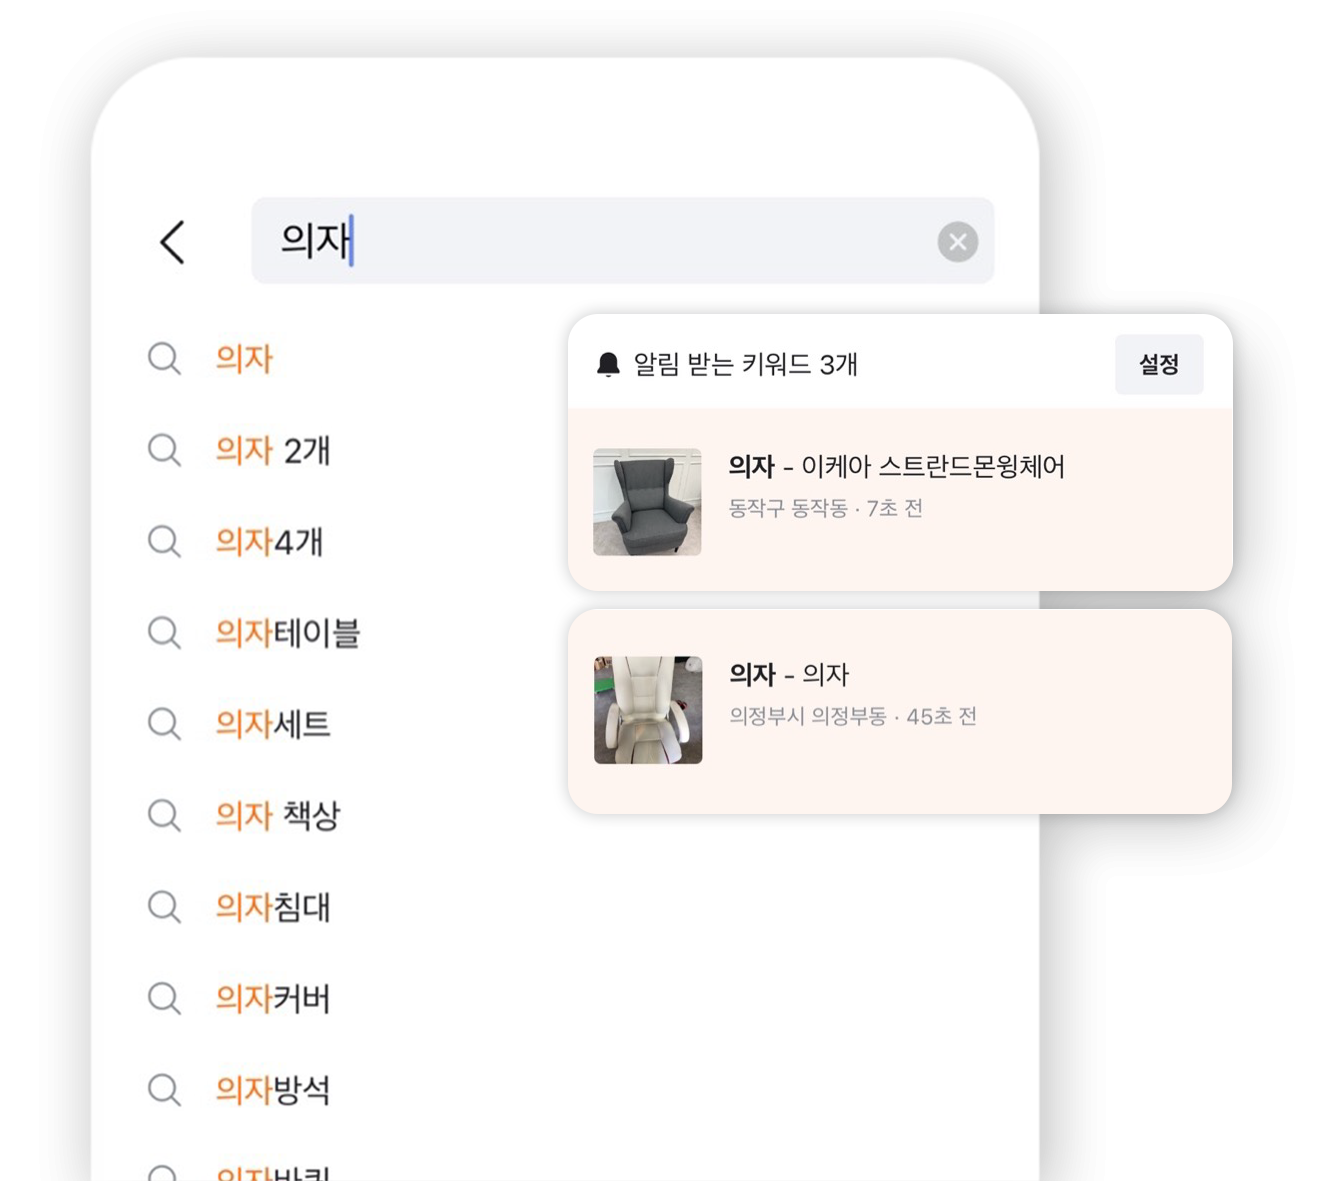 의자
의자
의자 2개
의자4개
의자테이블
의자세트
의자 책상
의자침대
의자커버
의자방석
알림 받는 키워드 3개
설정
의자 - 이케아 스트란드몬윙체어
동작구 동작동 · 7초 전
의자 - 의자
의정부시 의정부동 · 45초 전